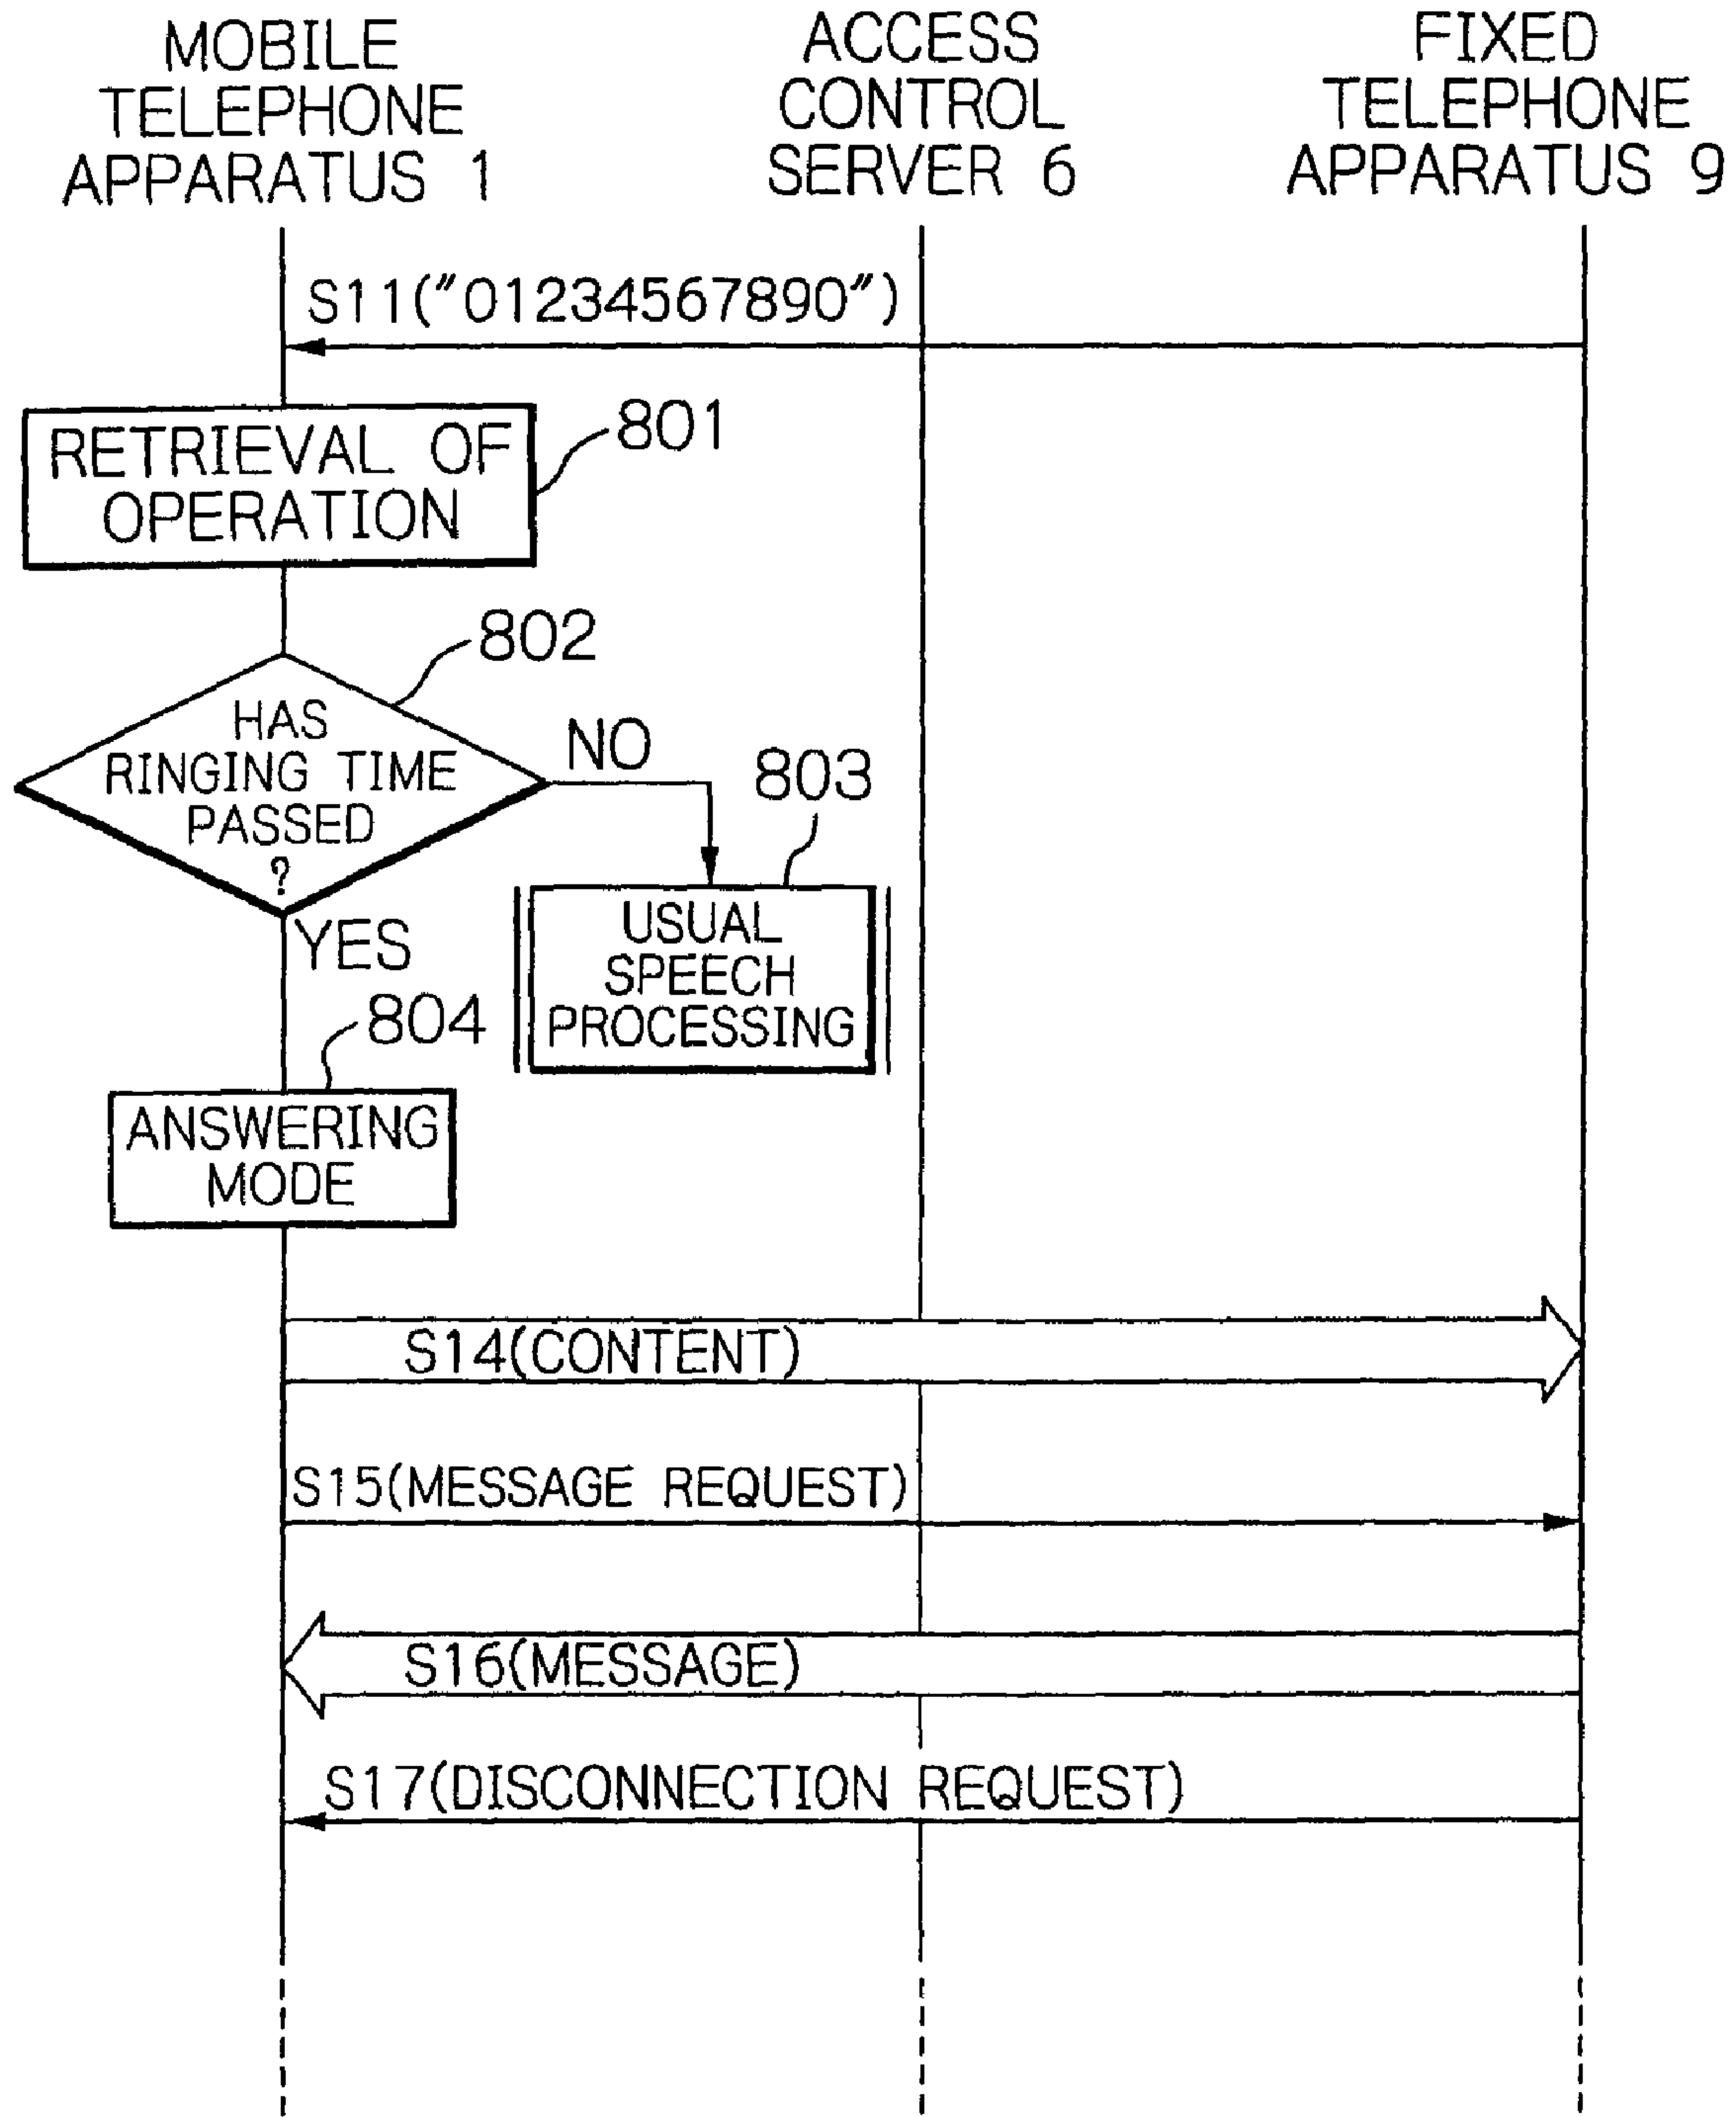 MOBILE
TELEPHONE
APPARATUS 1
ACCESS
CONTROL
SERVER 6
FIXED
TELEPHONE
APPARATUS 9
S11("01234567890")
RETRIEVAL OF
OPERATION
801
802
HAS
RINGING TIME
PASSED
?
NO
803
USUAL
SPEECH
PROCESSING
YES
804
ANSWERING
MODE
S14(CONTENT)
S15(MESSAGE REQUEST)
S16(MESSAGE)
S17(DISCONNECTION REQUEST)